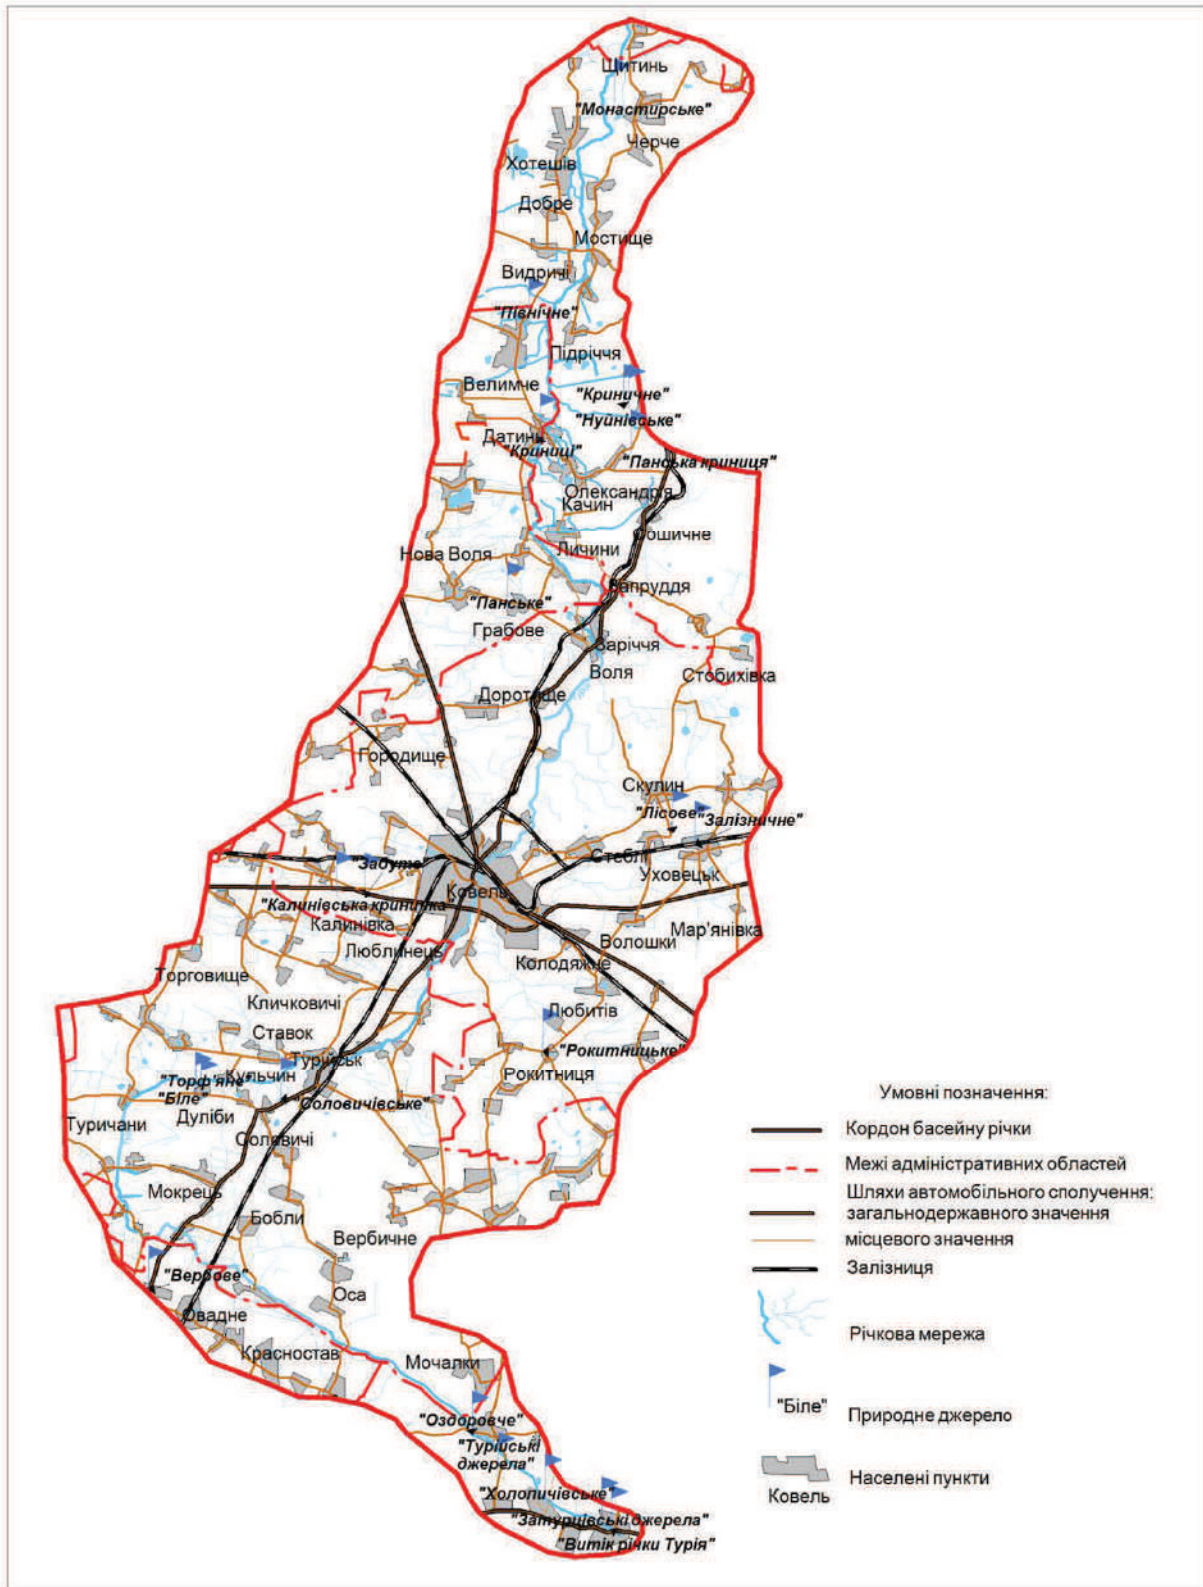 Щитинь
"Монастирське"
Черче
Хотешів
Добре
Мостище
Видричі
"Північне"
Підріччя
Велимче
"Криничне"
"Нуйнівське"
Датинь
"Криниці"
"Панська криниця"
Олександрія
Качин
Сошичне
Личини
Нова Воля
Запруддя
"Панське"
Грабове
Заріччя
Воля
Стобихівка
Доротище
Городище
Скулин
"Лісове"
"Залізничне"
Стеблі
"Забуте"
Уховецьк
Ковель
"Калинівська криничка"
Калинівка
Мар'янівка
Волошки
Люблинець
Колодяжне
Торговище
Кличковичі
Любитів
Ставок
"Рокитницьке"
Турійськ
Рокитниця
Кульчин
"Торф'яне"
"Біле"
"Соловичівське"
Дуліби
Туричани
Соловичі
Мокрець
Бобли
Вербичне
"Вербове"
Оса
Овадне
Красностав
Мочалки
"Оздоровче"
"Турійські
джерела"
"Холопичівське"
"Затурцівські джерела"
"Витік річки Турія"
Умовні позначення:
Кордон басейну річки
Межі адміністративних областей
Шляхи автомобільного сполучення:
загальнодержавного значення
місцевого значення
Залізниця
Річкова мережа
"Біле"
Природне джерело
Населені пункти
Ковель